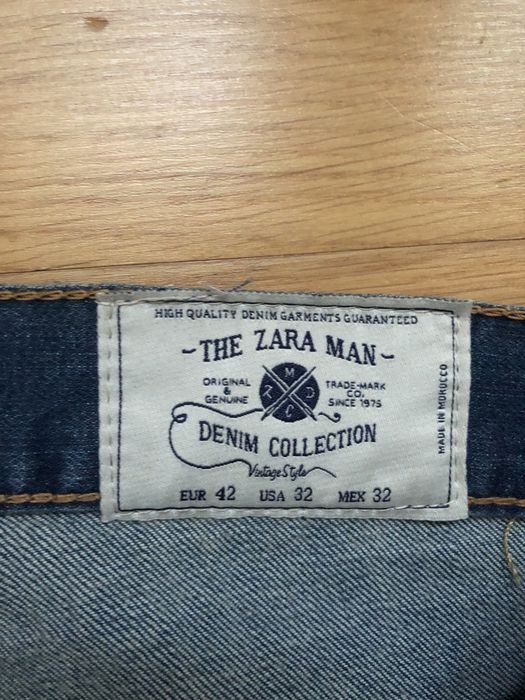 HIGH QUALITY DENIM GARMENTS GUARANTEED
- THE ZARA MAN -
ORIGINAL & GENUINE
Z M D C
TRADE-MARK CO. SINCE 1975
DENIM COLLECTION
Vintage Style
EUR 42 USA 32 MEX 32
MADE IN MOROCCO